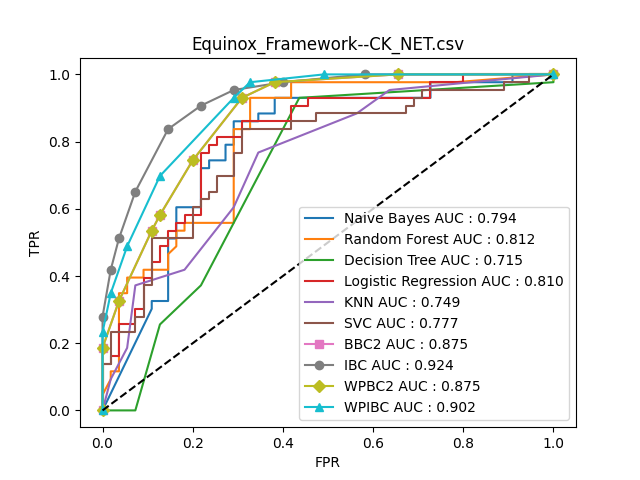 Equinox_Framework--CK_NET.csv
TPR
1.0
0.8
0.6
0.4
0.2
0.0
Naive Bayes AUC : 0.794
Random Forest AUC : 0.812
Decision Tree AUC : 0.715
Logistic Regression AUC : 0.810
KNN AUC : 0.749
SVC AUC : 0.777
BBC2 AUC : 0.875
IBC AUC : 0.924
WPBC2 AUC : 0.875
WPIBC AUC : 0.902
0.0 0.2 0.4 0.6 0.8 1.0
FPR